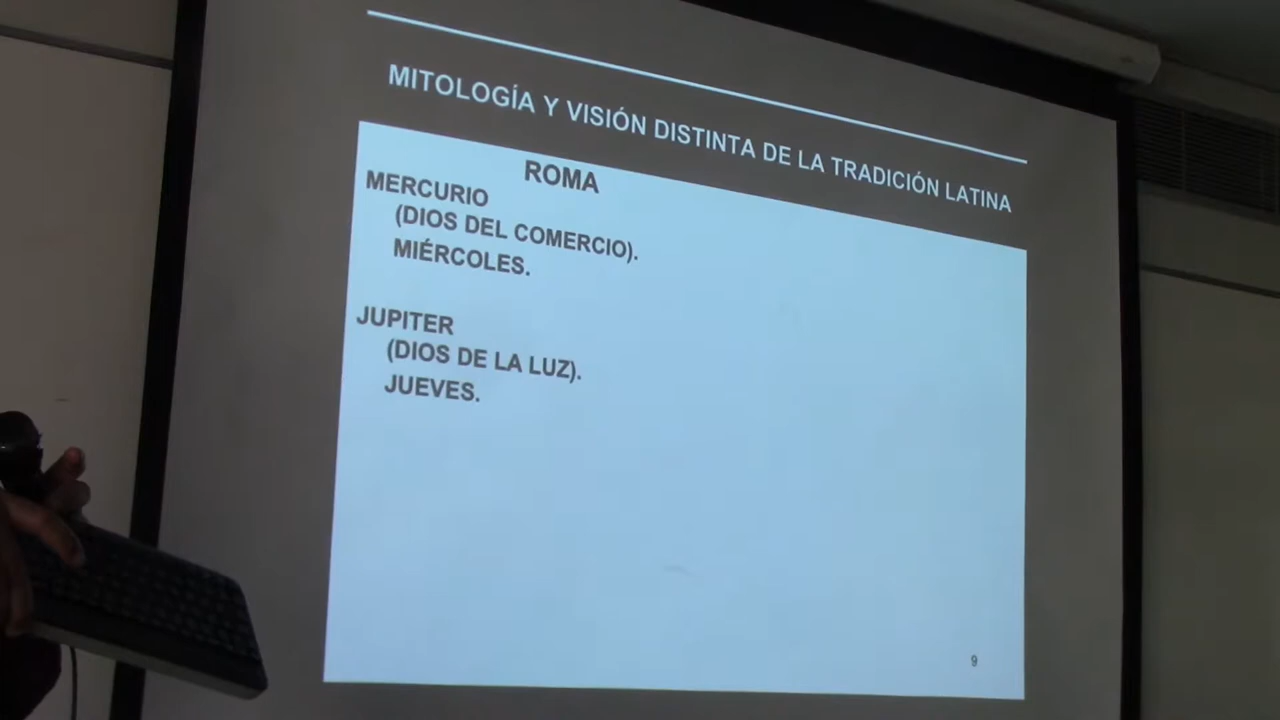 MITOLOGÍA Y VISIÓN DISTINTA DE LA TRADICIÓN LATINA
ROMA
MERCURIO
(DIOS DEL COMERCIO).
MIÉRCOLES.
JUPITER
(DIOS DE LA LUZ).
JUEVES.
9